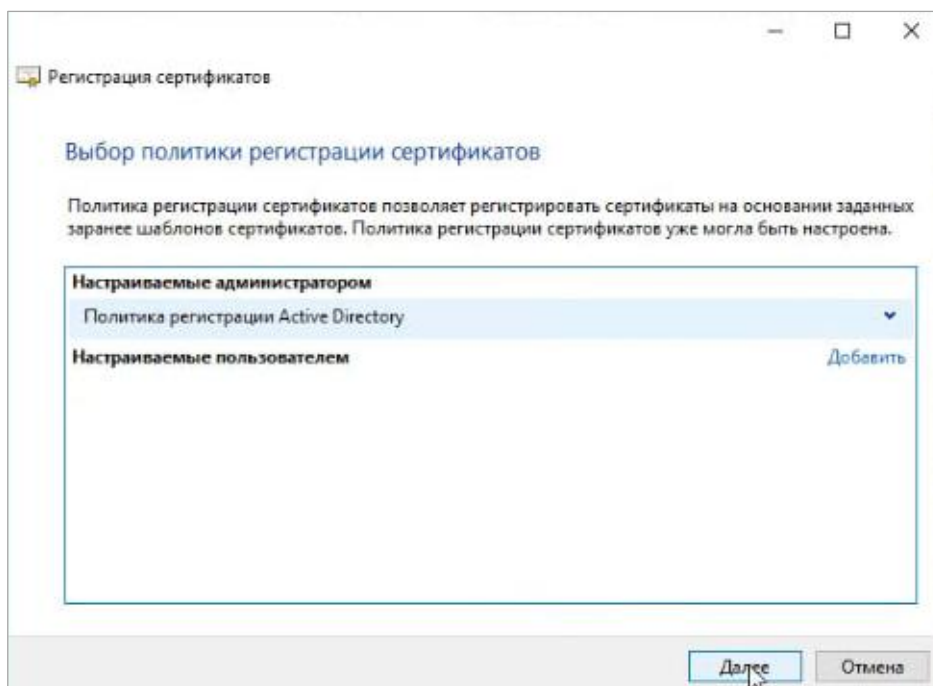 Регистрация сертификатов
Выбор политики регистрации сертификатов
Политика регистрации сертификатов позволяет регистрировать сертификаты на основании заданных
заранее шаблонов сертификатов. Политика регистрации сертификатов уже могла быть настроена.
Настраиваемые администратором
Политика регистрации Active Directory
Настраиваемые пользователем Добавить
Далее Отмена